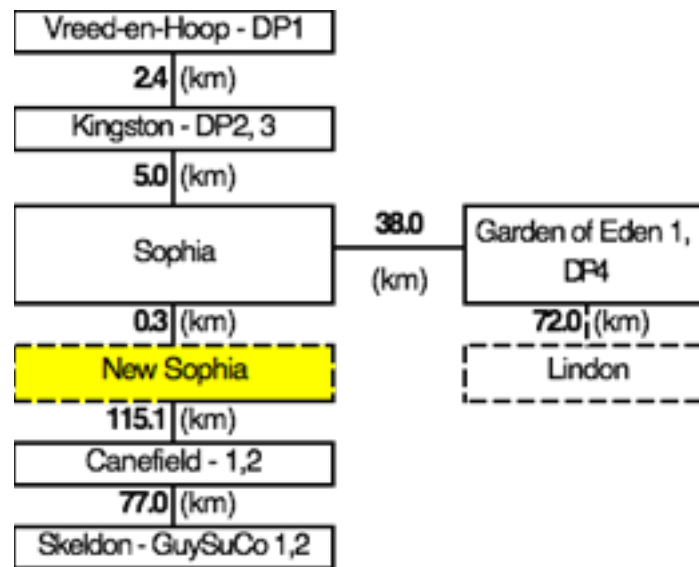 Vreed-en-Hoop - DP1
2.4 (km)
Kingston - DP2, 3
5.0 (km)
Sophia
38.0
(km)
Garden of Eden 1,
DP4
0.3 (km)
72.0 (km)
New Sophia
Lindon
115.1 (km)
Canefield - 1,2
77.0 (km)
Skeldon - GuySuCo 1,2